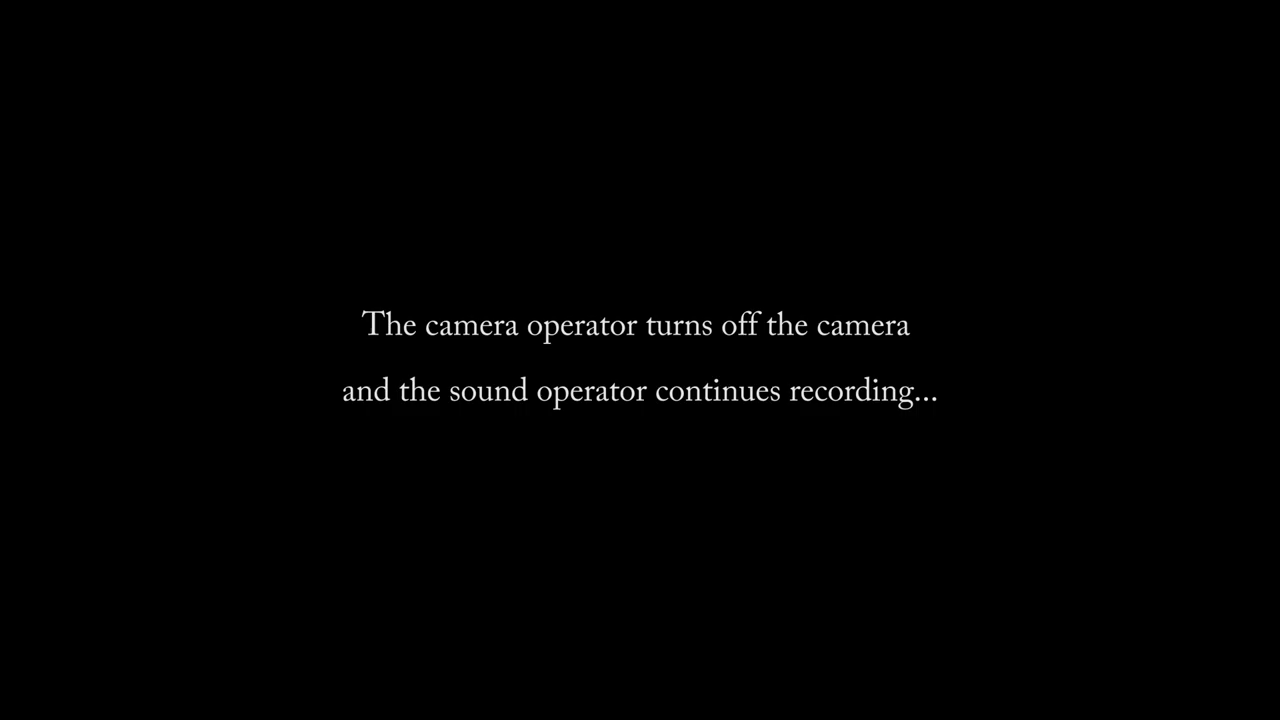 The camera operator turns off the camera
and the sound operator continues recording...